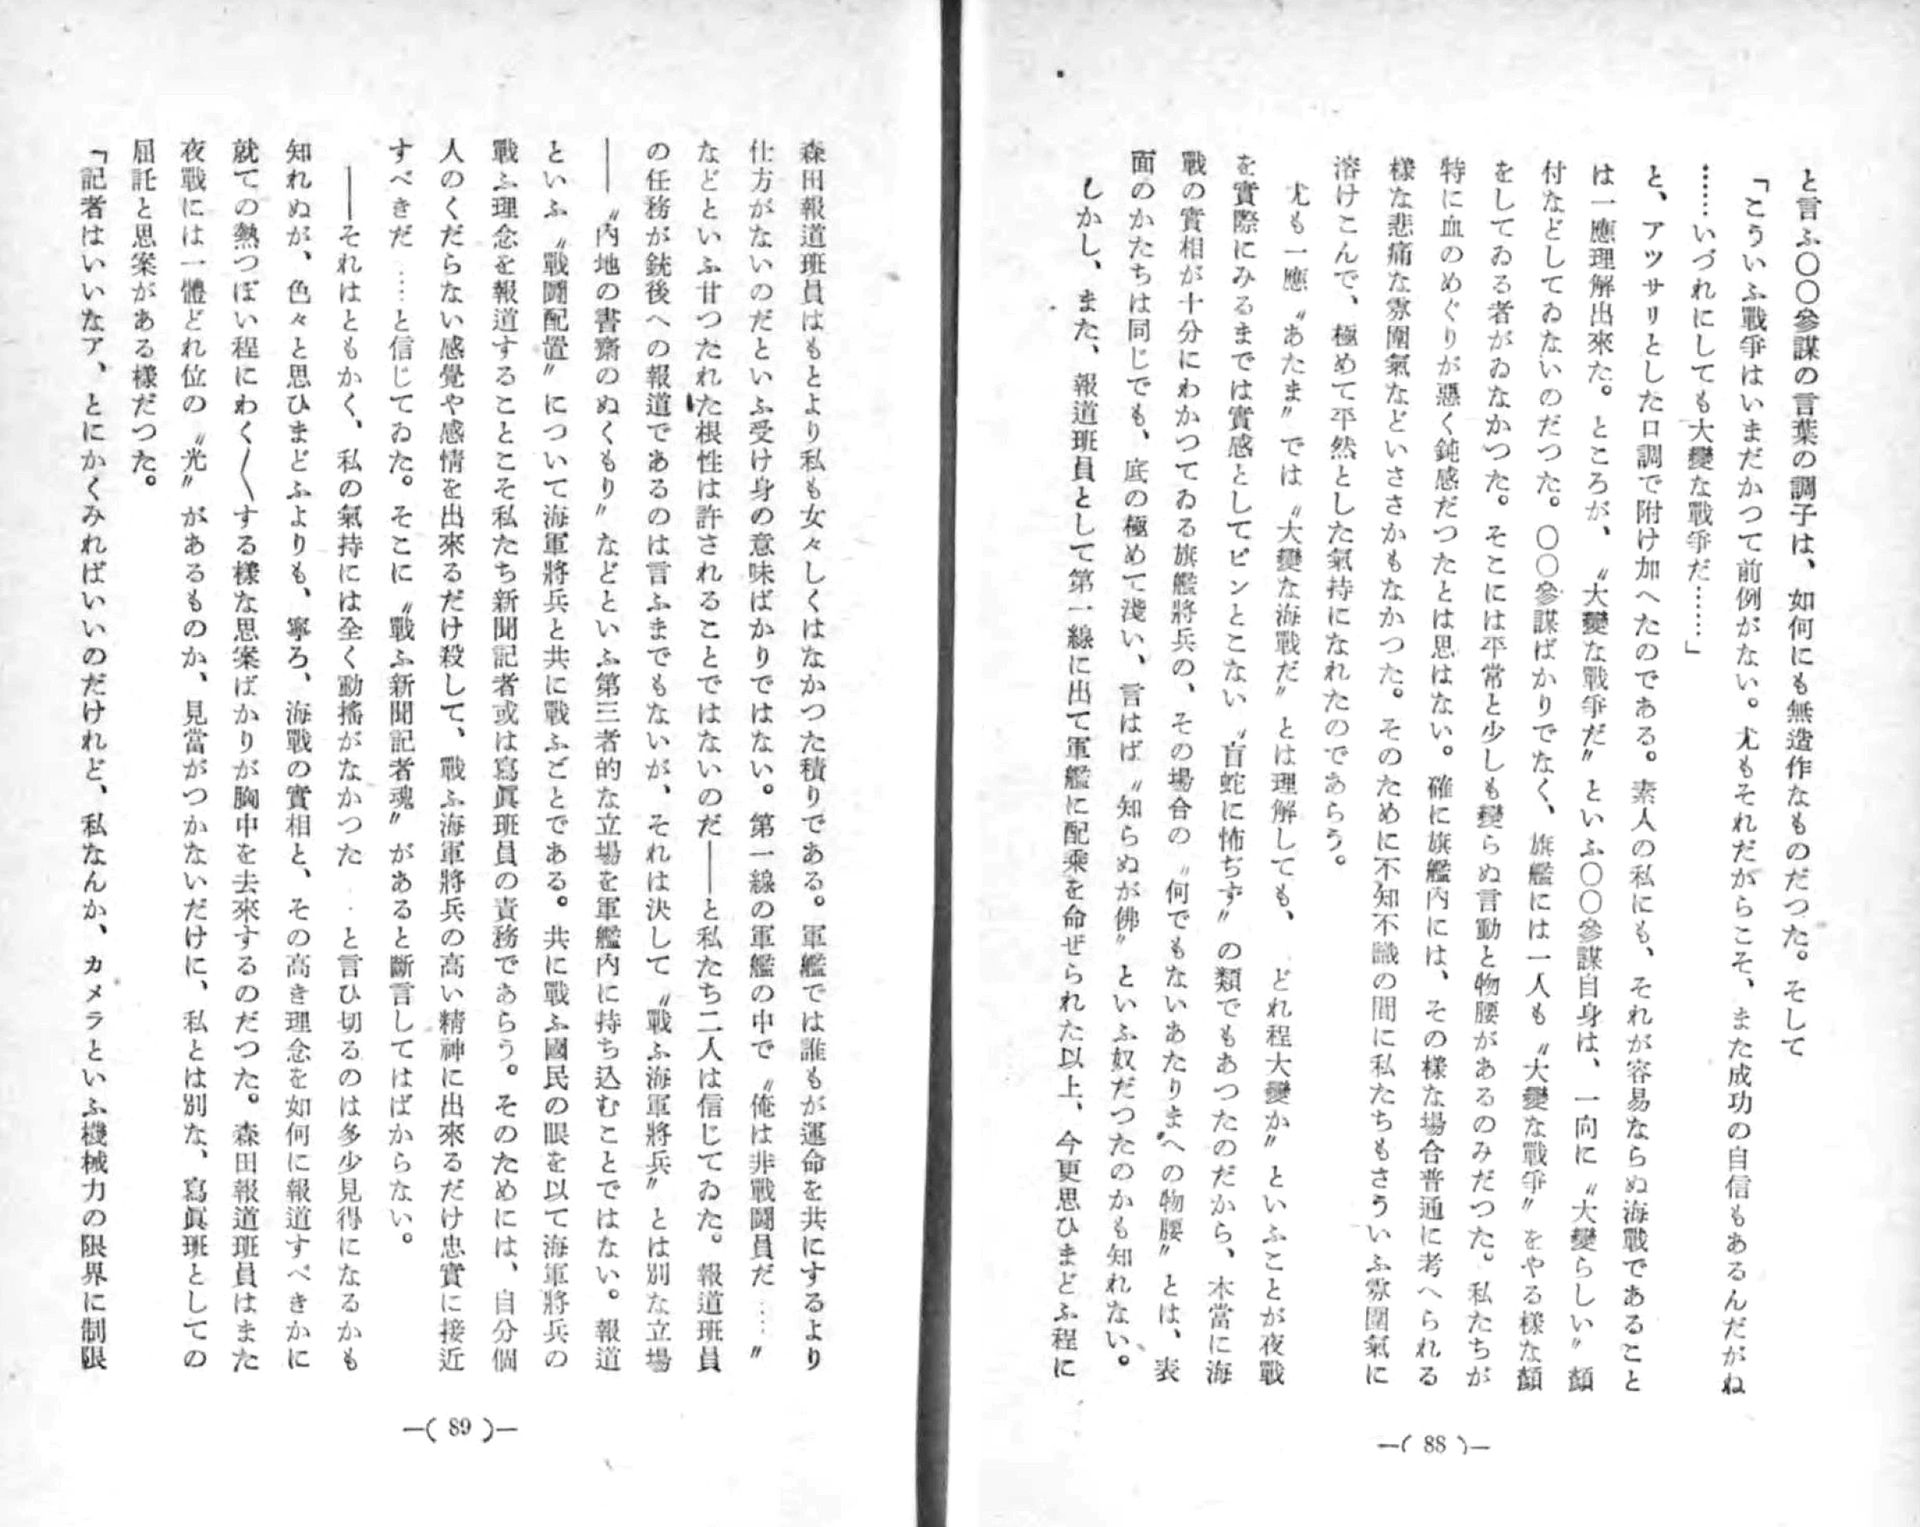 と言ふ〇〇參謀の言葉の調子は、如何にも無造作なものだつた。そして
「こういふ戰爭はいまだかつて前例がない。尤もそれだからこそ、また成功の自信もあるんだがね
……いづれにしても大變な戰爭だ……」
と、アツサリとした口調で附け加へたのである。素人の私にも、それが容易ならぬ海戰であること
は一應理解出來た。ところが、〝大變な戰爭だ〟といふ〇〇參謀自身は、一向に〝大變らしい〟顏
付などしてゐないのだつた。〇〇參謀ばかりでなく、旗艦には一人も〝大變な戰爭〟をやる樣な顏
をしてゐる者がゐなかつた。そこには平常と少しも變らぬ言動と物腰があるのみだつた。私たちが
特に血のめぐりが惡く鈍感だつたとは思はない。確に旗艦內には、その樣な場合普通に考へられる
樣な悲痛な雰圍氣などいささかもなかつた。そのために不知不識の間に私たちもさういふ雰圍氣に
溶けこんで、極めて平然とした氣持になれたのであらう。
尤も一應〝あたま〟では〝大變な海戰だ〟とは理解しても、〝どれ程大變か〟といふことが夜戰
を實際にみるまでは實感としてピンとこない〝盲蛇に怖ぢず〟の類でもあつたのだから、本當に海
戰の實相が十分にわかつてゐる旗艦將兵の、その場合の〝何でもないあたりまへの物腰〟とは、表
面のかたちは同じでも、底の極めて淺い、言はば〝知らぬが佛〟といふ奴だつたのかも知れない。
しかし、また、報道班員として第一線に出て軍艦に配乘を命ぜられた以上、今更思ひまどふ程に
—( 88 )—
森田報道班員はもとより私も女々しくはなかつた積りである。軍艦では誰もが運命を共にするより
仕方がないのだといふ受け身の意味ばかりではない。第一線の軍艦の中で〝俺は非戰鬪員だ……〟
などといふ甘つたれた根性は許されることではないのだ――と私たち二人は信じてゐた。報道班員
の任務が銃後への報道であるのは言ふまでもないが、それは決して〝戰ふ海軍將兵〟とは別な立場
――〝內地の書齋のぬくもり〟などといふ第三者的な立場を軍艦內に持ち込むことではない。報道
といふ〝戰鬪配置〟について海軍將兵と共に戰ふことである。共に戰ふ國民の眼を以て海軍將兵の
戰ふ理念を報道することこそ私たち新聞記者或は寫眞班員の責務であらう。そのためには、自分個
人のくだらない感覺や感情を出來るだけ殺して、戰ふ海軍將兵の高い精神に出來るだけ忠實に接近
すべきだ……と信じてゐた。そこに〝戰ふ新聞記者魂〟があると斷言してはばからない。
――それはともかく、私の氣持には全く動搖がなかつた……と言ひ切るのは多少見得になるかも
知れぬが、色々と思ひまどふよりも、寧ろ、海戰の實相と、その高き理念を如何に報道すべきかに
就ての熱つぽい程にわく〱する樣な思案ばかりが胸中を去來するのだつた。森田報道班員はまた
夜戰には一體どれ位の〝光〟があるものか、見當がつかないだけに、私とは別な、寫眞班としての
屈託と思案がある樣だつた。
「記者はいいなア、とにかくみればいいのだけれど、私なんか、カメラといふ機械力の限界に制限
—( 89 )—